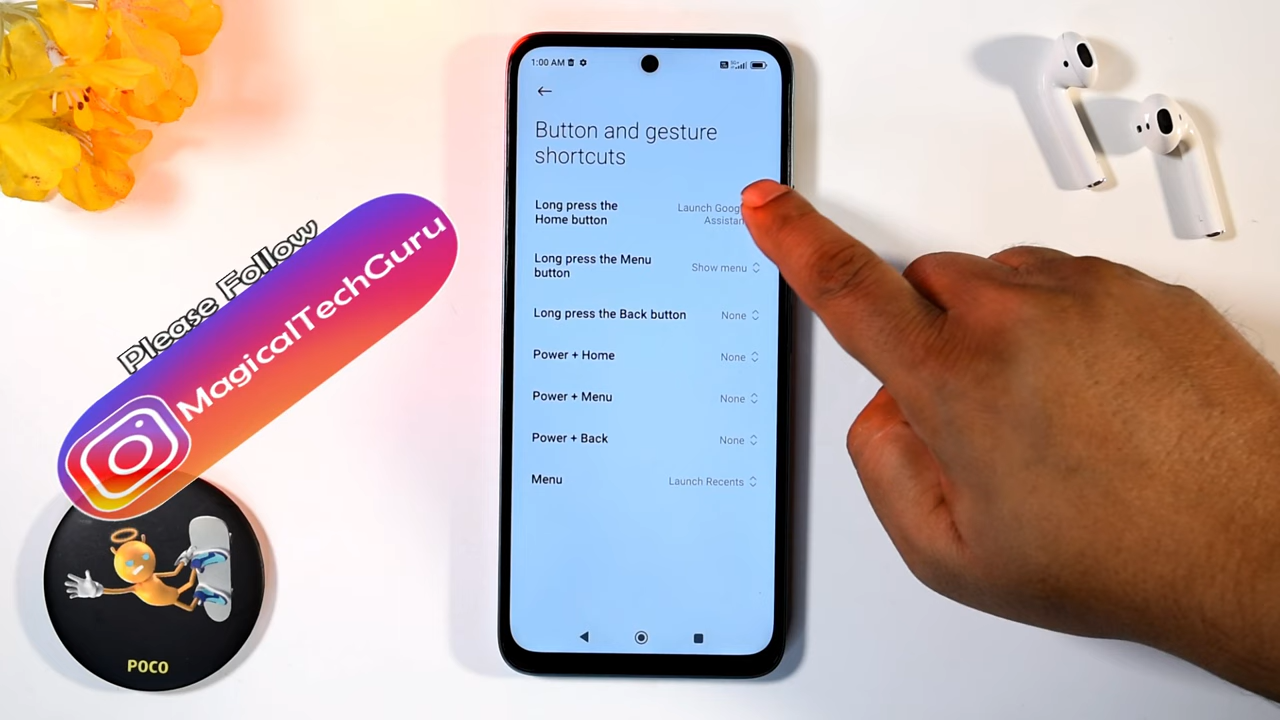 1:00 AM
Button and gesture
shortcuts
Long press the
Home button
Launch
Long press the Menu
button
Show menu
Long press the Back button
None
Power + Home
None
Power + Menu
None
Power + Back
None
Menu
Launch Recents
Please Follow
MagicalTechGuru
POCO